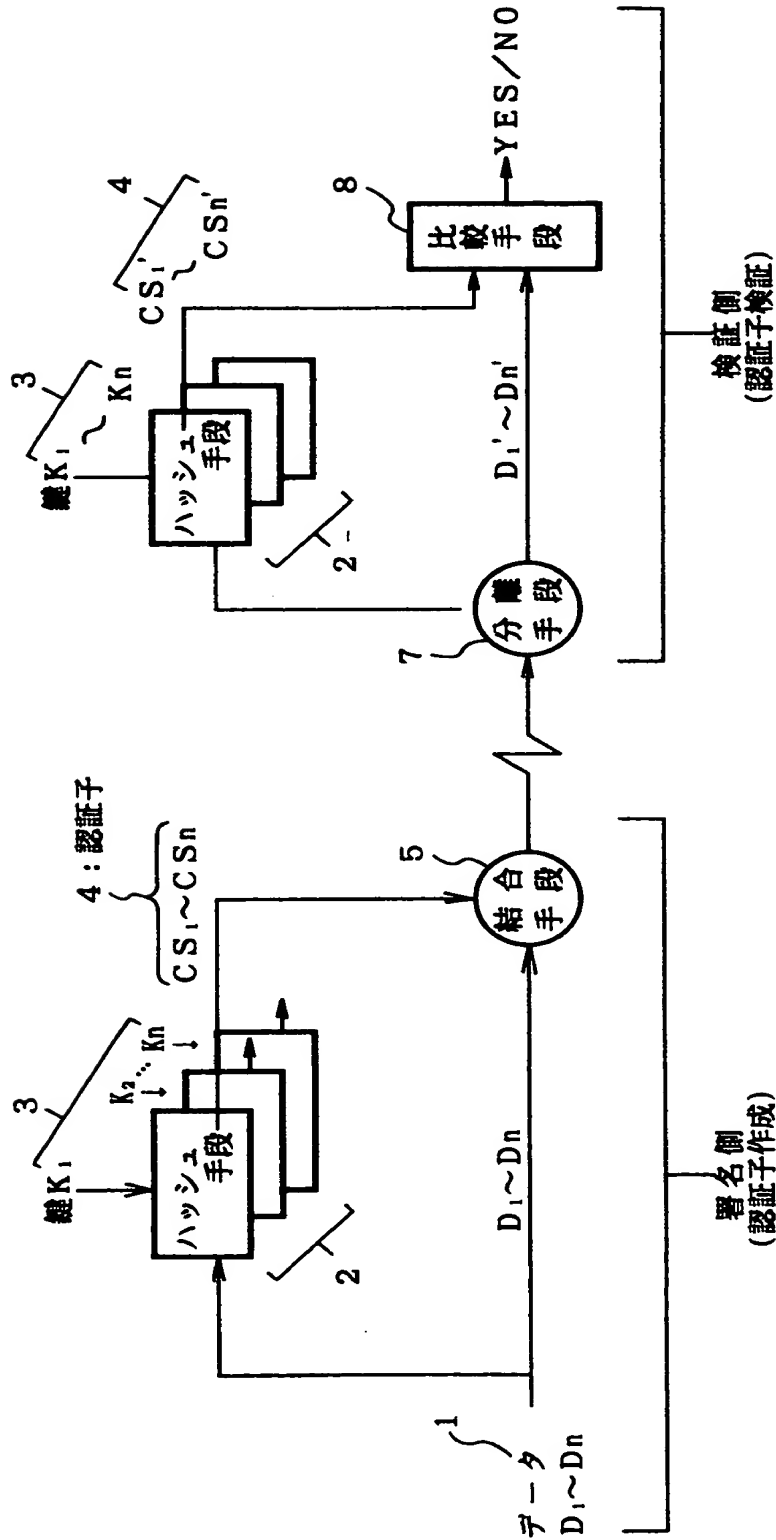 データ
D₁～Dn
1
鍵K₁
K₂…Kn
3
ハッシュ
手段
2
4：認証子
CS₁～CSn
D₁～Dn
結合
手段
5
署名側
(認証子作成)
分離
手段
7
鍵K₁
～
Kn
3
ハッシュ
手段
2
CS₁'
～
CSn'
4
D₁'～Dn'
比較手段
8
YES/NO
検証側
(認証子検証)